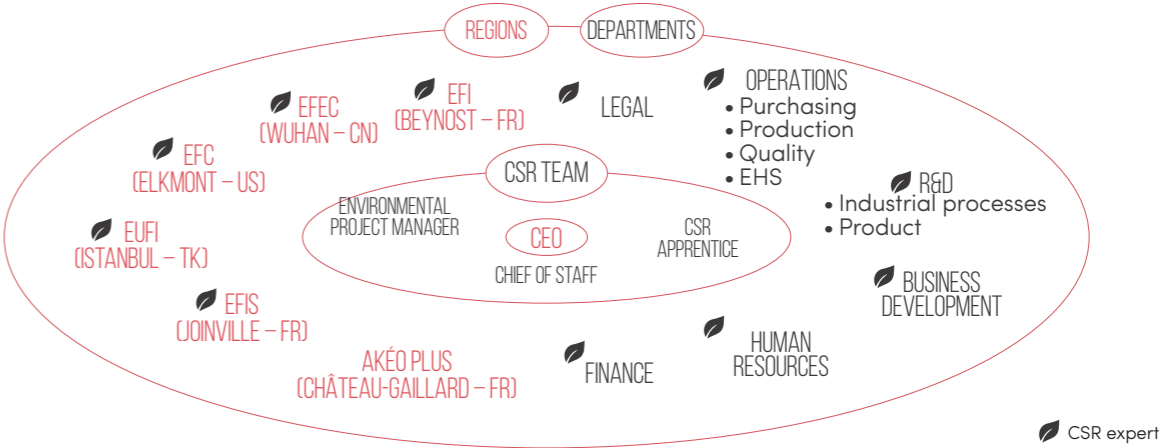 REGIONS
DEPARTMENTS
EFEC
(WUHAN – CN)
EFI
(BEYNOST – FR)
LEGAL
OPERATIONS
• Purchasing
• Production
• Quality
• EHS
EFC
(ELKMONT – US)
CSR TEAM
R&D
• Industrial processes
• Product
ENVIRONMENTAL
PROJECT MANAGER
CEO
CSR
APPRENTICE
CHIEF OF STAFF
EUFI
(ISTANBUL – TK)
BUSINESS
DEVELOPMENT
EFIS
(JOINVILLE – FR)
AKÉO PLUS
(CHÂTEAU-GAILLARD – FR)
FINANCE
HUMAN
RESOURCES
CSR expert